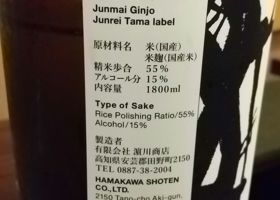 Junmai Ginjo
Junrei Tama label
原材料名 米(国産)
米麹(国産米)
精米歩合 55%
アルコール分 15%
内容量 1800ml
Type of Sake
Rice Polishing Ratio/55%
Alcohol/15%
製造者
有限会社 濵川商店
高知県安芸郡田野町2150
TEL 0887-38-2004
HAMAKAWA SHOTEN
CO.,LTD.
2150 Tano-cho Aki-gun,